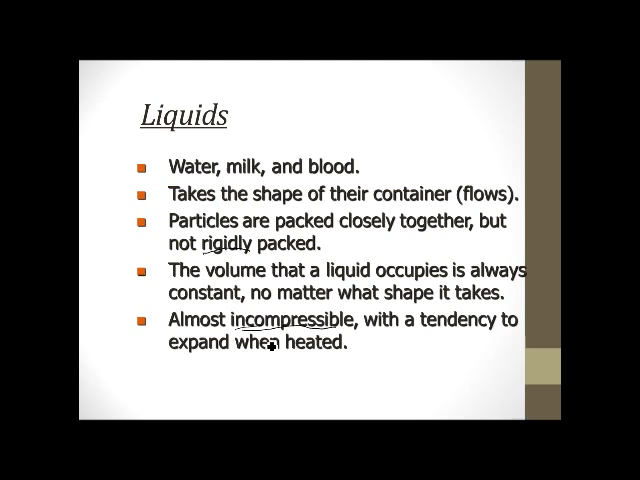 Liquids
Water, milk, and blood.
Takes the shape of their container (flows).
Particles are packed closely together, but
not rigidly packed.
The volume that a liquid occupies is always
constant, no matter what shape it takes.
Almost incompressible, with a tendency to
expand when heated.